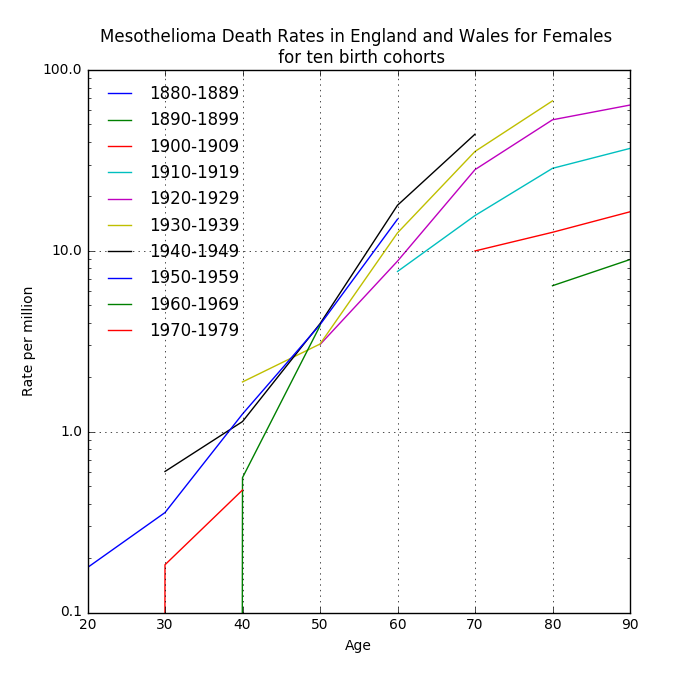 Mesothelioma Death Rates in England and Wales for Females
for ten birth cohorts
100.0
10.0
1.0
0.1
Rate per million
1880-1889
1890-1899
1900-1909
1910-1919
1920-1929
1930-1939
1940-1949
1950-1959
1960-1969
1970-1979
20 30 40 50 60 70 80 90
Age